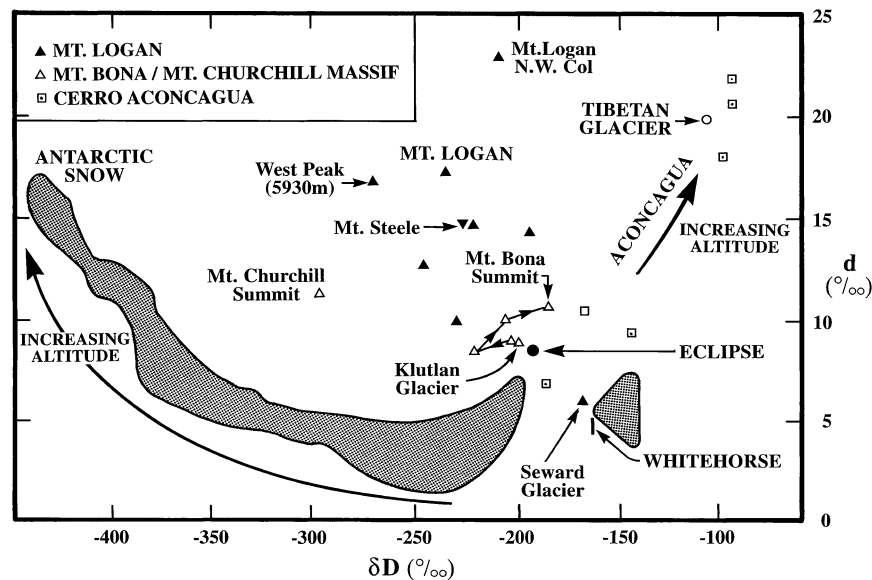 MT. LOGAN
MT. BONA / MT. CHURCHILL MASSIF
CERRO ACONCAGUA
Mt.Logan
N.W. Col
TIBETAN
GLACIER
ANTARCTIC
SNOW
West Peak
(5930m)
MT. LOGAN
Mt. Steele
ACONCAGUA
INCREASING
ALTITUDE
Mt. Churchill
Summit
Mt. Bona
Summit
INCREASING
ALTITUDE
Klutlan
Glacier
ECLIPSE
Seward
Glacier
WHITEHORSE
25
20
15
d
(°/oo)
10
5
0
-400
-350
-300
-250
-200
-150
-100
δD (°/oo)